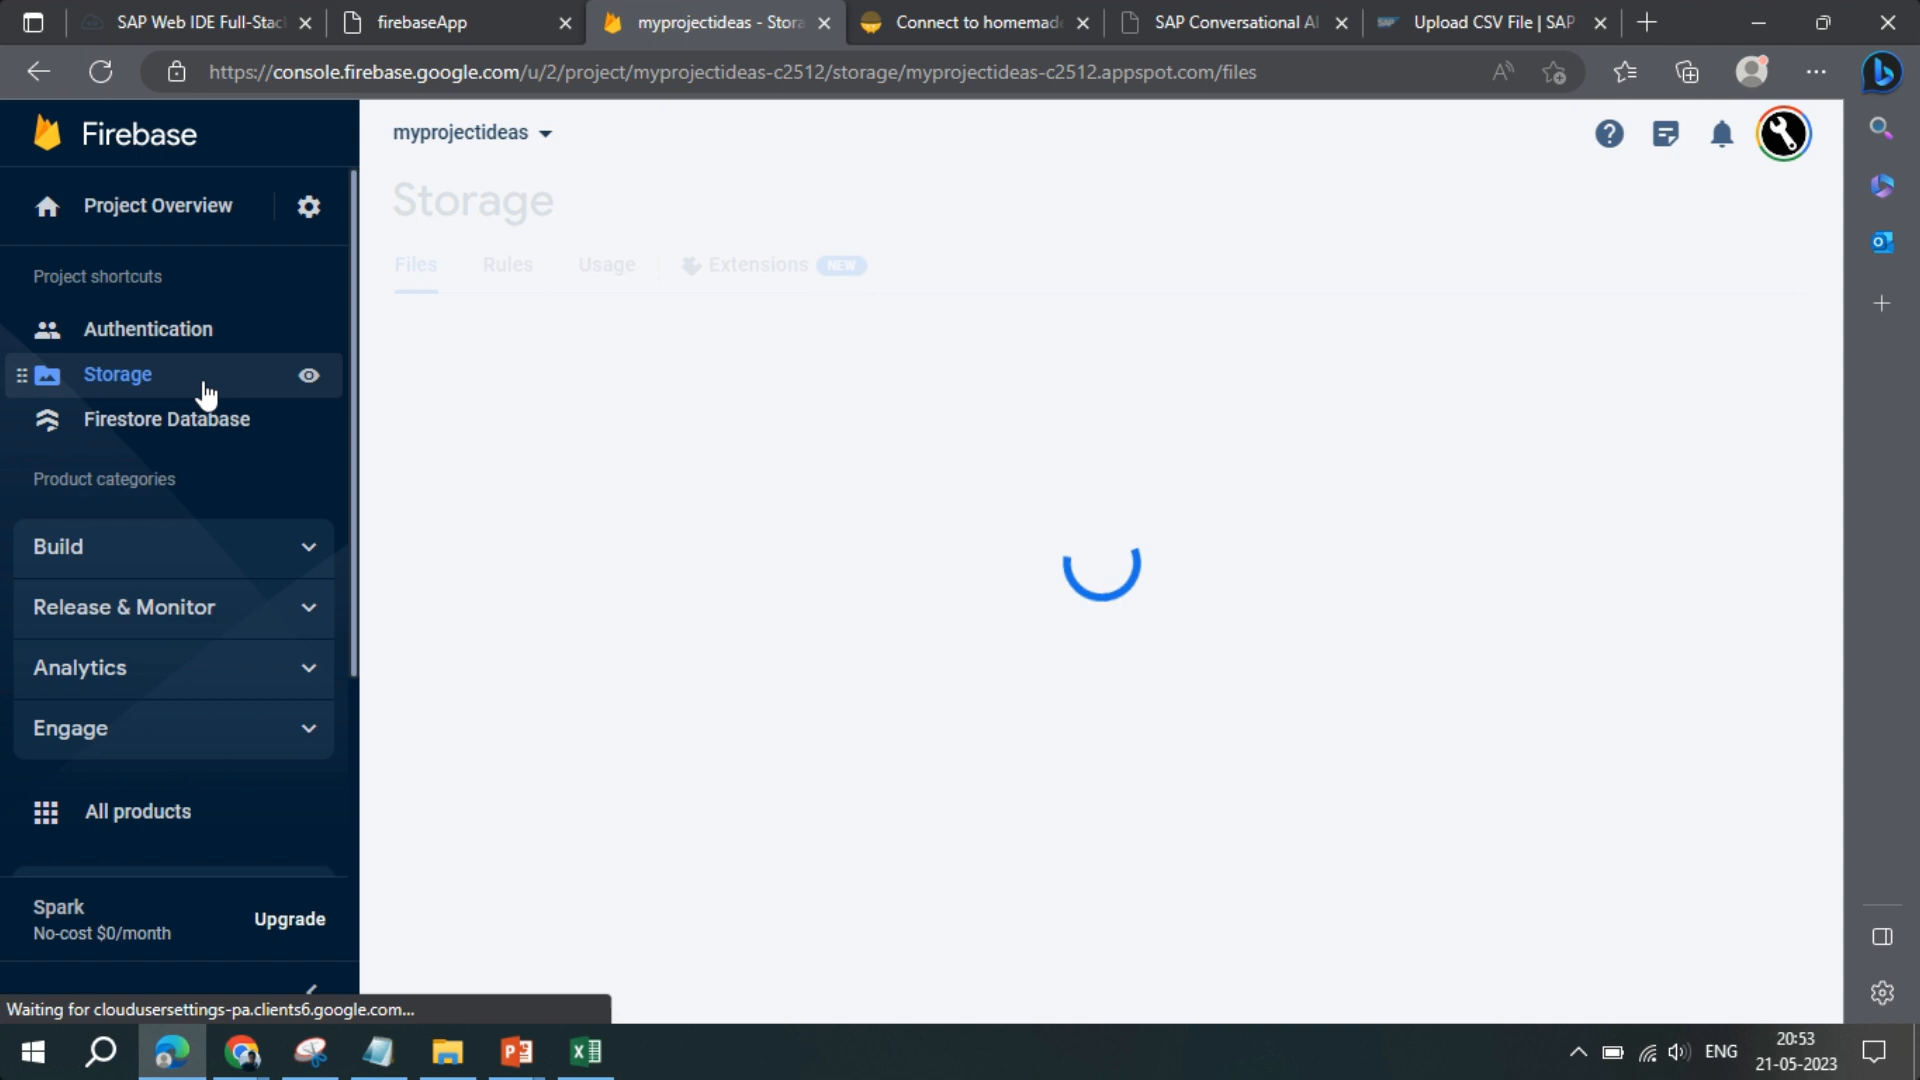 SAP Web IDE Full-Stac
firebaseApp
myprojectideas - Stora
Connect to homemad
SAP Conversational AI
Upload CSV File | SAP
https://console.firebase.google.com/u/2/project/myprojectideas-c2512/storage/myprojectideas-c2512.appspot.com/files
Firebase
myprojectideas
Project Overview
Storage
Files
Rules
Usage
Extensions
NEW
Project shortcuts
Authentication
Storage
Firestore Database
Product categories
Build
Release & Monitor
Analytics
Engage
All products
Spark
No-cost $0/month
Upgrade
Waiting for cloudusersettings-pa.clients6.google.com...
ENG
20:53
21-05-2023